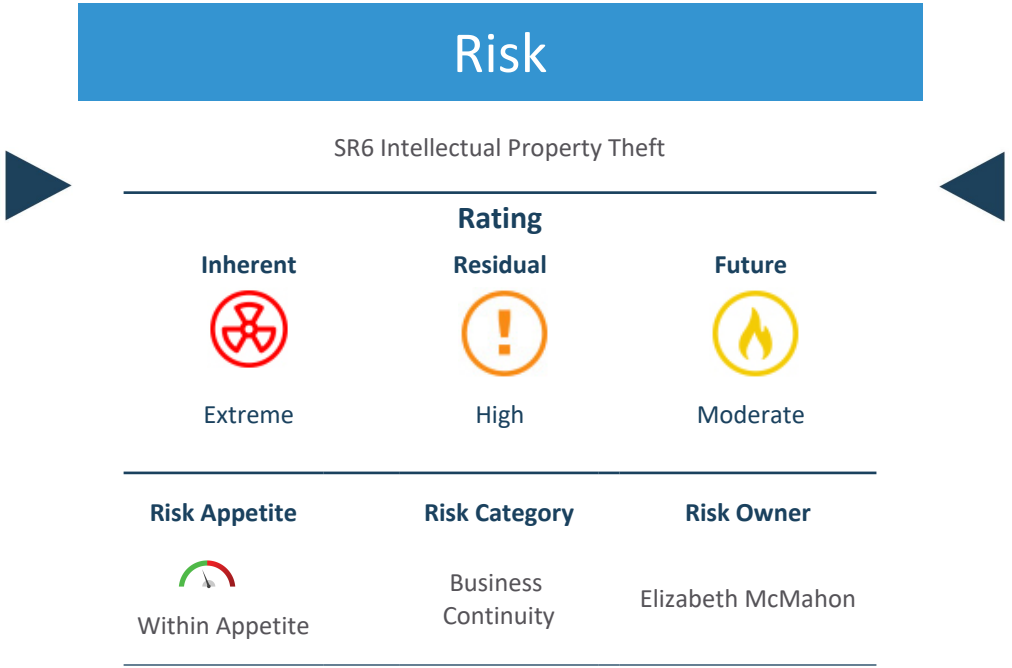 Risk
SR6 Intellectual Property Theft
Rating
Inherent Residual Future
Extreme High Moderate
Risk Appetite Risk Category Risk Owner
Within Appetite
Business
Continuity
Elizabeth McMahon